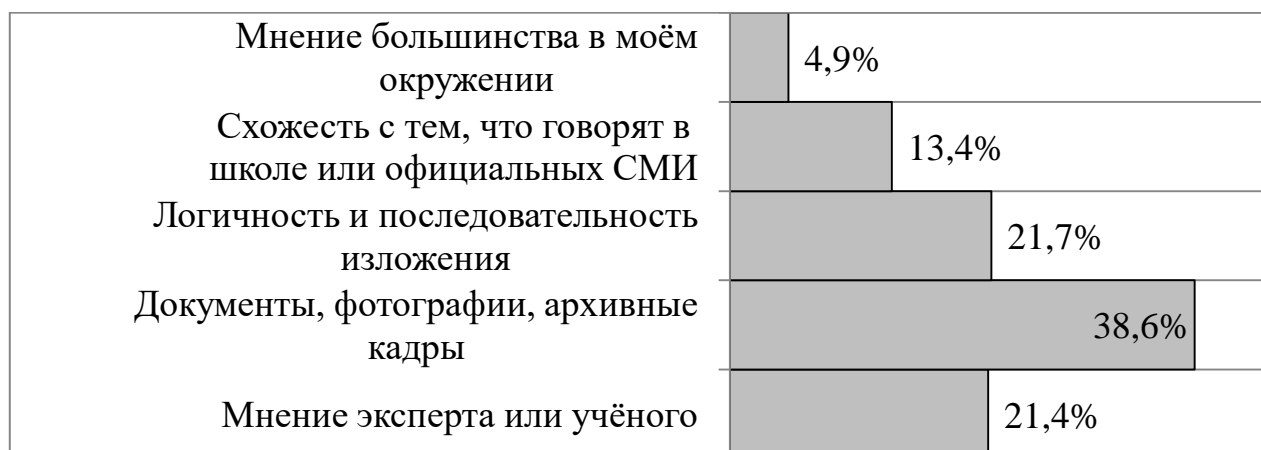 Мнение большинства в моём
окружении
4,9%
Схожесть с тем, что говорят в
школе или официальных СМИ
13,4%
Логичность и последовательность
изложения
21,7%
Документы, фотографии, архивные
кадры
38,6%
Мнение эксперта или учёного
21,4%